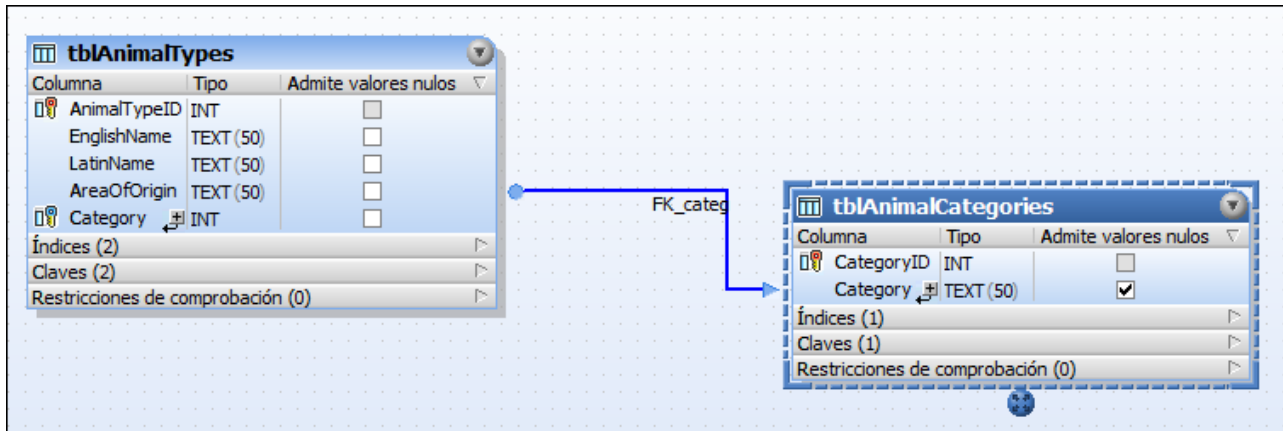 tblAnimalTypes
Columna Tipo Admite valores nulos
AnimalTypeID INT
EnglishName TEXT (50)
LatinName TEXT (50)
AreaOfOrigin TEXT (50)
Category INT
Índices (2)
Claves (2)
Restricciones de comprobación (0)
FK_categ
tblAnimalCategories
Columna Tipo Admite valores nulos
CategoryID INT
Category TEXT (50)
Índices (1)
Claves (1)
Restricciones de comprobación (0)